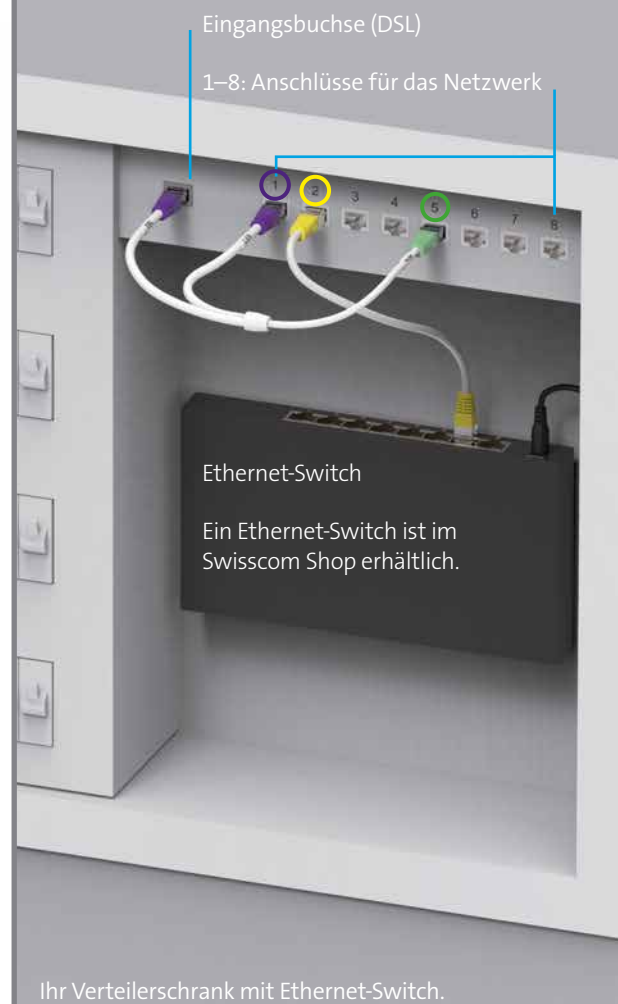 Eingangsbuchse (DSL)
1–8: Anschlüsse für das Netzwerk
1 2 3 4 5 6 7 8
Ethernet-Switch
Ein Ethernet-Switch ist im
Swisscom Shop erhältlich.
Ihr Verteilerschrank mit Ethernet-Switch.